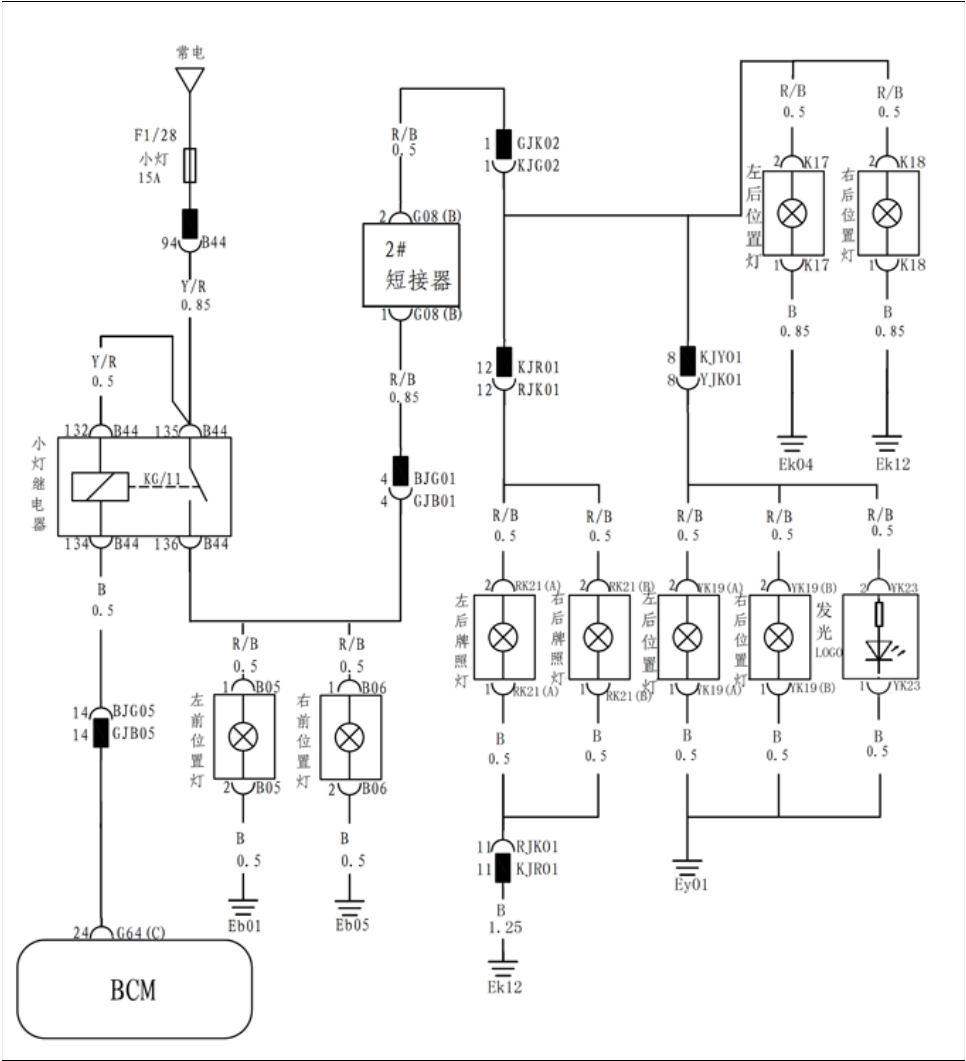 常电
F1/28
小灯
15A
94 B44
Y/R
0.85
Y/R
0.5
132 B44
135 B44
小灯继电器
KG/11
134 B44
136 B44
B
0.5
14 BJG05
14 GJB05
24 G64(C)
BCM
R/B
0.5
2 G08(B)
2#
短接器
1 G08(B)
R/B
0.85
4 BJG01
4 GJB01
R/B
0.5
1 B05
左前位置灯
2 B05
B
0.5
Eb01
R/B
0.5
1 B06
右前位置灯
2 B06
B
0.5
Eb05
1 GJK02
1 KJG02
12 KJR01
12 RJK01
8 KJY01
8 YJK01
R/B
0.5
2 K17
左后位置灯
1 K17
B
0.85
Ek04
R/B
0.5
2 K18
右后位置灯
1 K18
B
0.85
Ek12
R/B
0.5
2 RK21(A)
左后牌照灯
1 RK21(A)
B
0.5
R/B
0.5
2 RK21(B)
右后牌照灯
1 RK21(B)
B
0.5
11 RJK01
11 KJR01
B
1.25
Ek12
R/B
0.5
2 YK19(A)
左后位置灯
1 YK19(A)
B
0.5
R/B
0.5
2 YK19(B)
右后位置灯
1 YK19(B)
B
0.5
R/B
0.5
2 YK23
发光
LOGO
1 YK23
B
0.5
Ey01